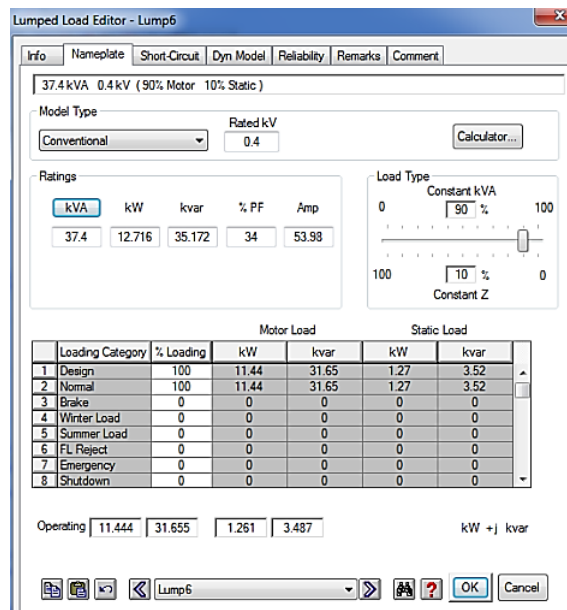 Lumped Load Editor - Lump6
Info Nameplate Short-Circuit Dyn Model Reliability Remarks Comment
37.4 kVA 0.4 kV ( 90% Motor 10% Static )
Model Type
Rated kV
Conventional 0.4 Calculator...
Ratings
kVA kW kvar % PF Amp
37.4 12.716 35.172 34 53.98
Load Type
Constant kVA
0 90 % 100
100 10 % 0
Constant Z
Motor Load Static Load
Loading Category % Loading kW kvar kW kvar
1 Design 100 11.44 31.65 1.27 3.52
2 Normal 100 11.44 31.65 1.27 3.52
3 Brake 0 0 0 0 0
4 Winter Load 0 0 0 0 0
5 Summer Load 0 0 0 0 0
6 FL Reject 0 0 0 0 0
7 Emergency 0 0 0 0 0
8 Shutdown 0 0 0 0 0
Operating 11.444 31.655 1.261 3.487 kW +j kvar
Lump6 ? OK Cancel